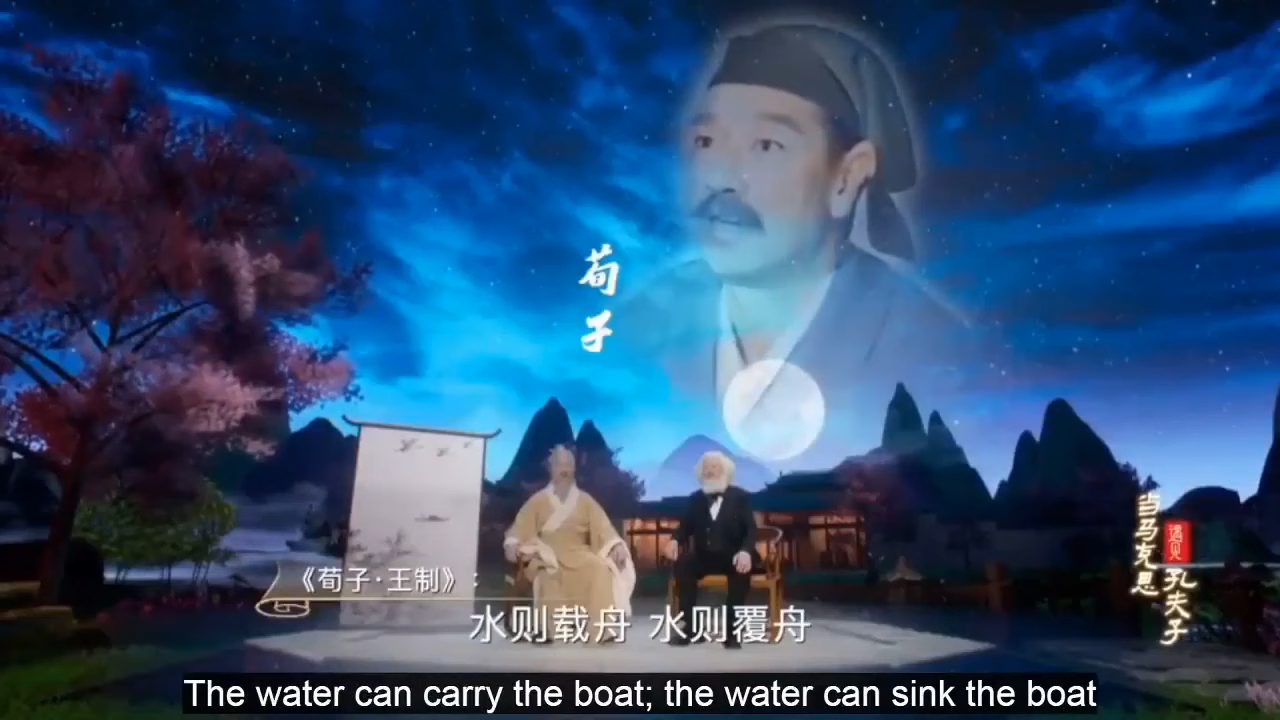 荀子
《荀子·王制》：
水则载舟 水则覆舟
当马克思
遇见
孔夫子
The water can carry the boat; the water can sink the boat